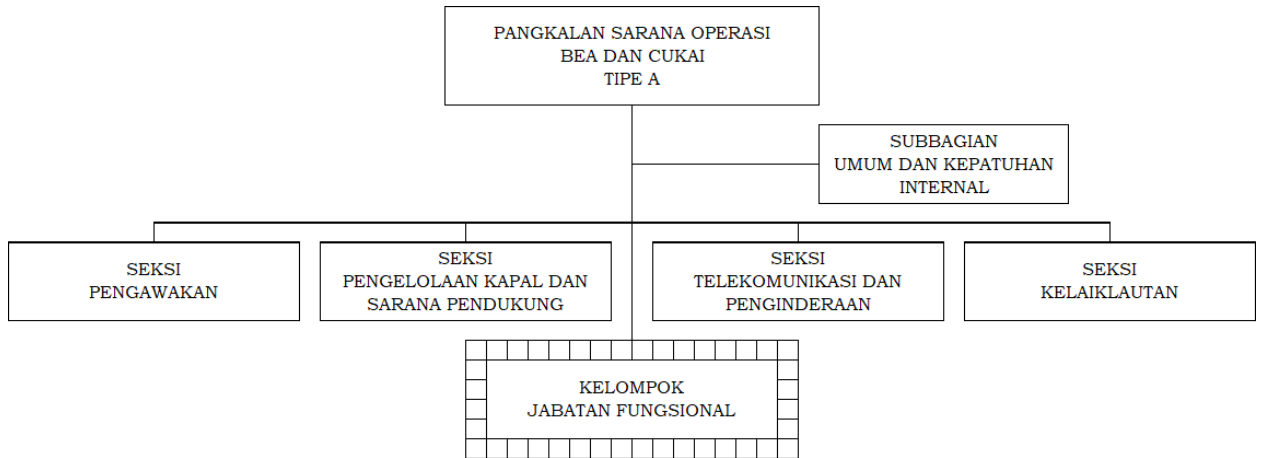 PANGKALAN SARANA OPERASI
BEA DAN CUKAI
TIPE A
SUBBAGIAN
UMUM DAN KEPATUHAN
INTERNAL
SEKSI
PENGAWAKAN
SEKSI
PENGELOLAAN KAPAL DAN
SARANA PENDUKUNG
SEKSI
TELEKOMUNIKASI DAN
PENGINDERAAN
SEKSI
KELAIKLAUTAN
KELOMPOK
JABATAN FUNGSIONAL